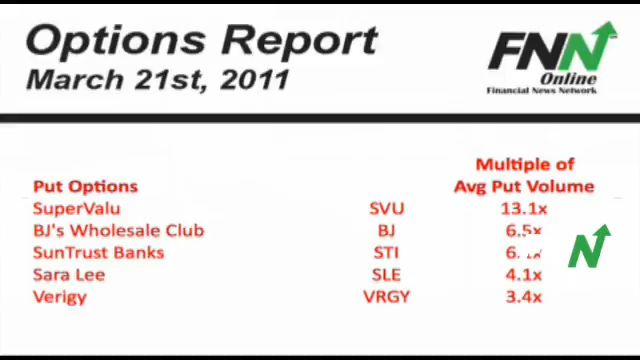 Options Report
March 21st, 2011
FNN
Online
Financial News Network
Multiple of
Put Options Avg Put Volume
SuperValu SVU 13.1x
BJ's Wholesale Club BJ 6.5x
SunTrust Banks STI
Sara Lee SLE 4.1x
Verigy VRGY 3.4x
N